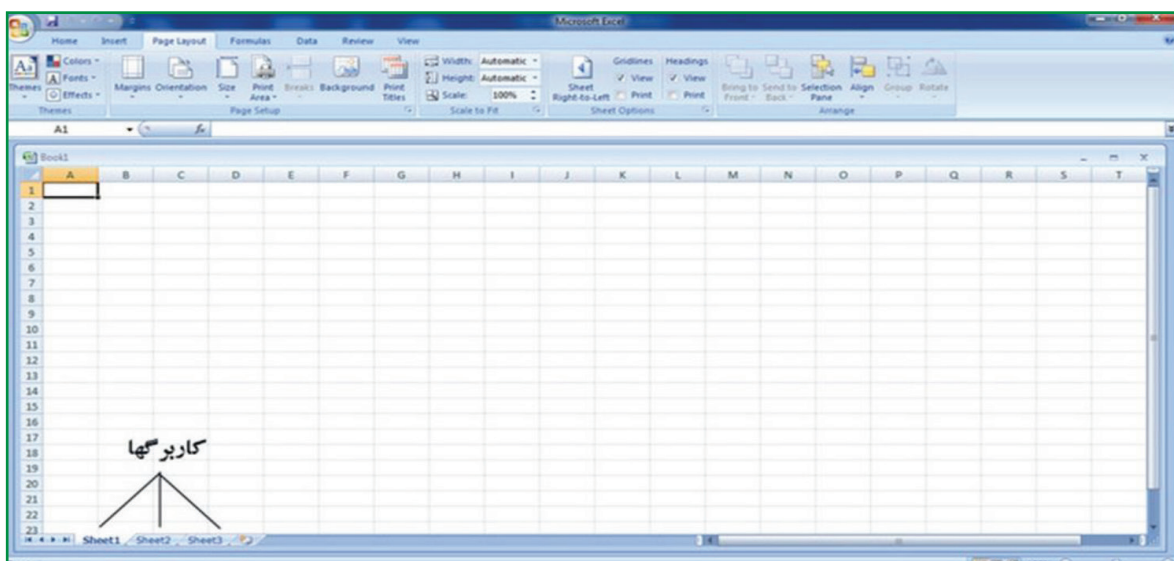 Microsoft Excel
Home Insert Page Layout Formulas Data Review View
Colors Width: Automatic Gridlines Headings
Aa Themes A Fonts Margins Orientation Size Print Area Breaks Background Print Titles Height: Automatic Sheet Right-to-Left View View Bring to Front Send to Back Selection Pane Align Group Rotate
Effects Scale: 100% Print Print
Themes Page Setup Scale to Fit Sheet Options Arrange
A1 fx
Book1
A B C D E F G H I J K L M N O P Q R S T
1
2
3
4
5
6
7
8
9
10
11
12
13
14
15
16
17
18
کاربرگها
19
20
21
22
23
Sheet1 Sheet2 Sheet3